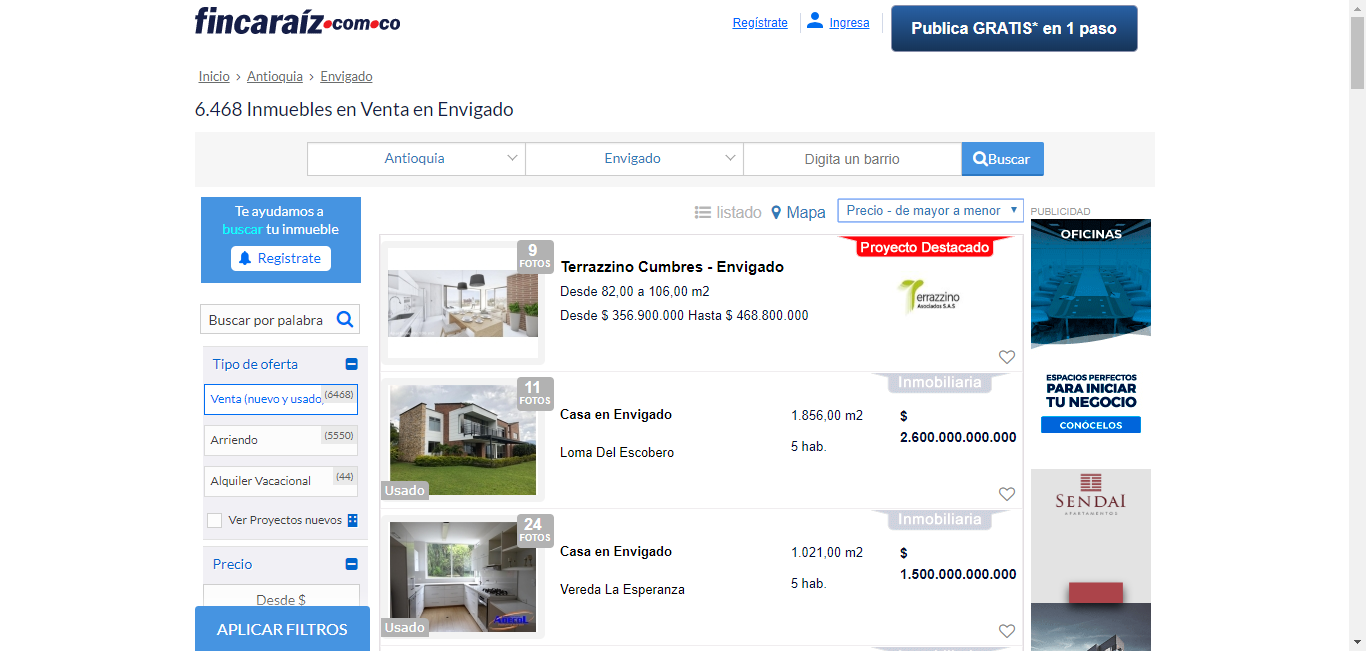 fincaraíz.com.co
Regístrate
Ingresa
Publica GRATIS* en 1 paso
Inicio > Antioquia > Envigado
6.468 Inmuebles en Venta en Envigado
Antioquia
Envigado
Digita un barrio
Buscar
Te ayudamos a
buscar tu inmueble
Registrate
listado
Mapa
Precio - de mayor a menor
PUBLICIDAD
Buscar por palabra
Tipo de oferta
Venta (nuevo y usado)
(6468)
Arriendo
(5550)
Alquiler Vacacional
(44)
Ver Proyectos nuevos
Precio
Desde $
APLICAR FILTROS
9
FOTOS
Terrazzino Cumbres - Envigado
Desde 82,00 a 106,00 m2
Desde $ 356.900.000 Hasta $ 468.800.000
Proyecto Destacado
Terrazzino
Asociados S.A.S
11
FOTOS
Usado
Casa en Envigado
Loma Del Escobero
1.856,00 m2
5 hab.
Inmobiliaria
$
2.600.000.000.000
24
FOTOS
Adecol
Usado
Casa en Envigado
Vereda La Esperanza
1.021,00 m2
5 hab.
Inmobiliaria
$
1.500.000.000.000
OFICINAS
ESPACIOS PERFECTOS
PARA INICIAR
TU NEGOCIO
CONÓCELOS
SENDAI
APARTAMENTOS